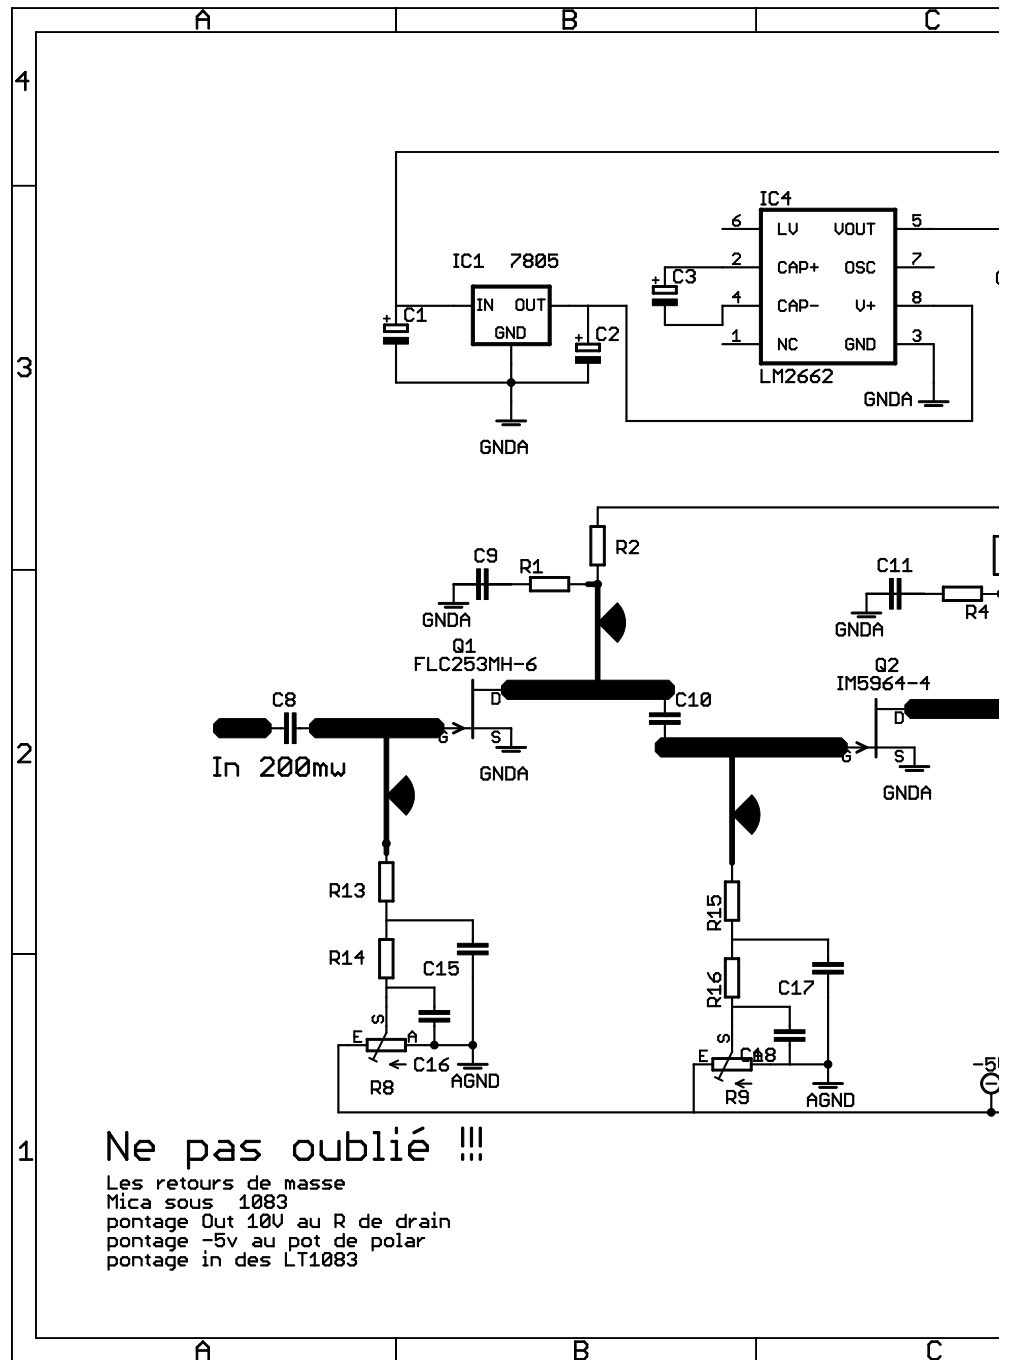 A B C
4
IC4
6 LV VOUT 5
2 CAP+ OSC 7
4 CAP- V+ 8
1 NC GND 3
LM2662
GNDA
C3
IC1 7805
IN OUT
GND
+ C1
+ C2
+
GNDA
3
R2
C9
R1
GNDA
C11
R4
GNDA
Q1
FLC253MH-6
D
G
S
GNDA
Q2
IM5964-4
D
G
S
GNDA
C8
C10
2
In 200mw
R13
R14
C15
S
E A
C16
R8
AGND
R15
R16
C17
S
E
C18
R9
AGND
1
Ne pas oublié !!!
Les retours de masse
Mica sous 1083
pontage Out 10V au R de drain
pontage -5v au pot de polar
pontage in des LT1083
A B C